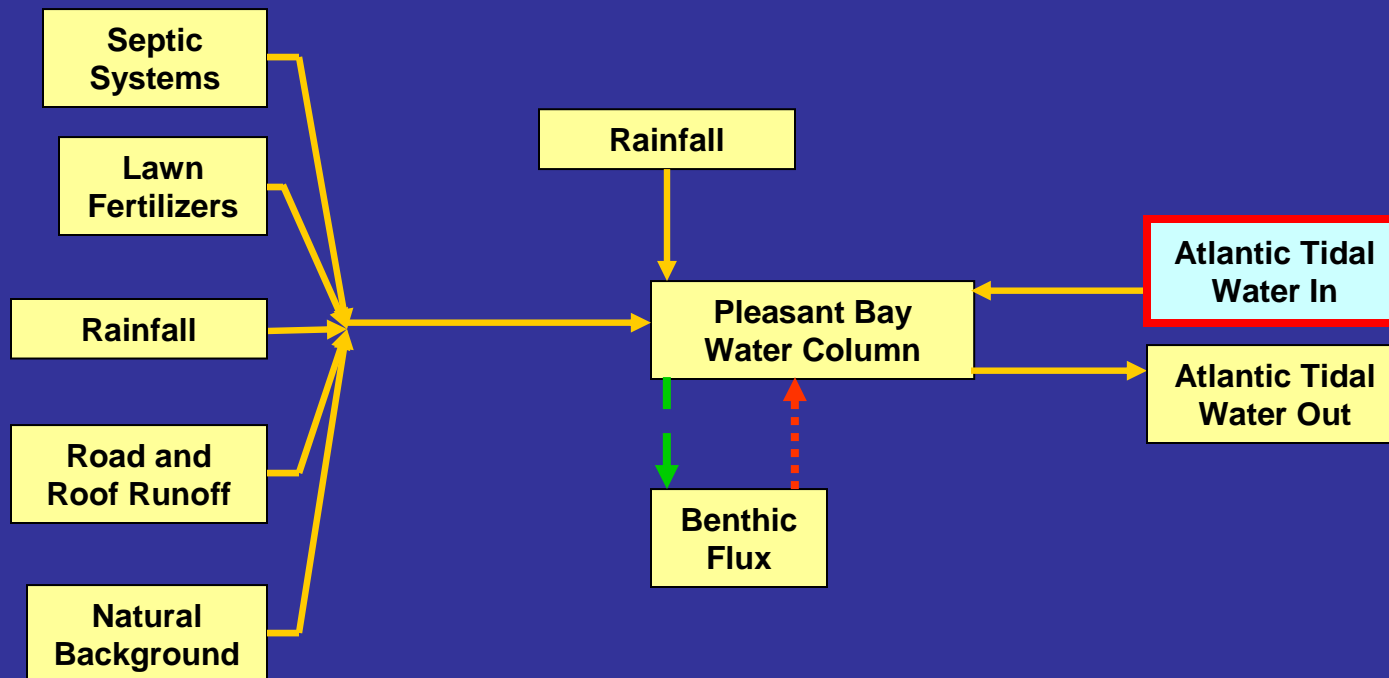 Septic
Systems
Lawn
Fertilizers
Rainfall
Road and
Roof Runoff
Natural
Background
Rainfall
Pleasant Bay
Water Column
Benthic
Flux
Atlantic Tidal
Water In
Atlantic Tidal
Water Out